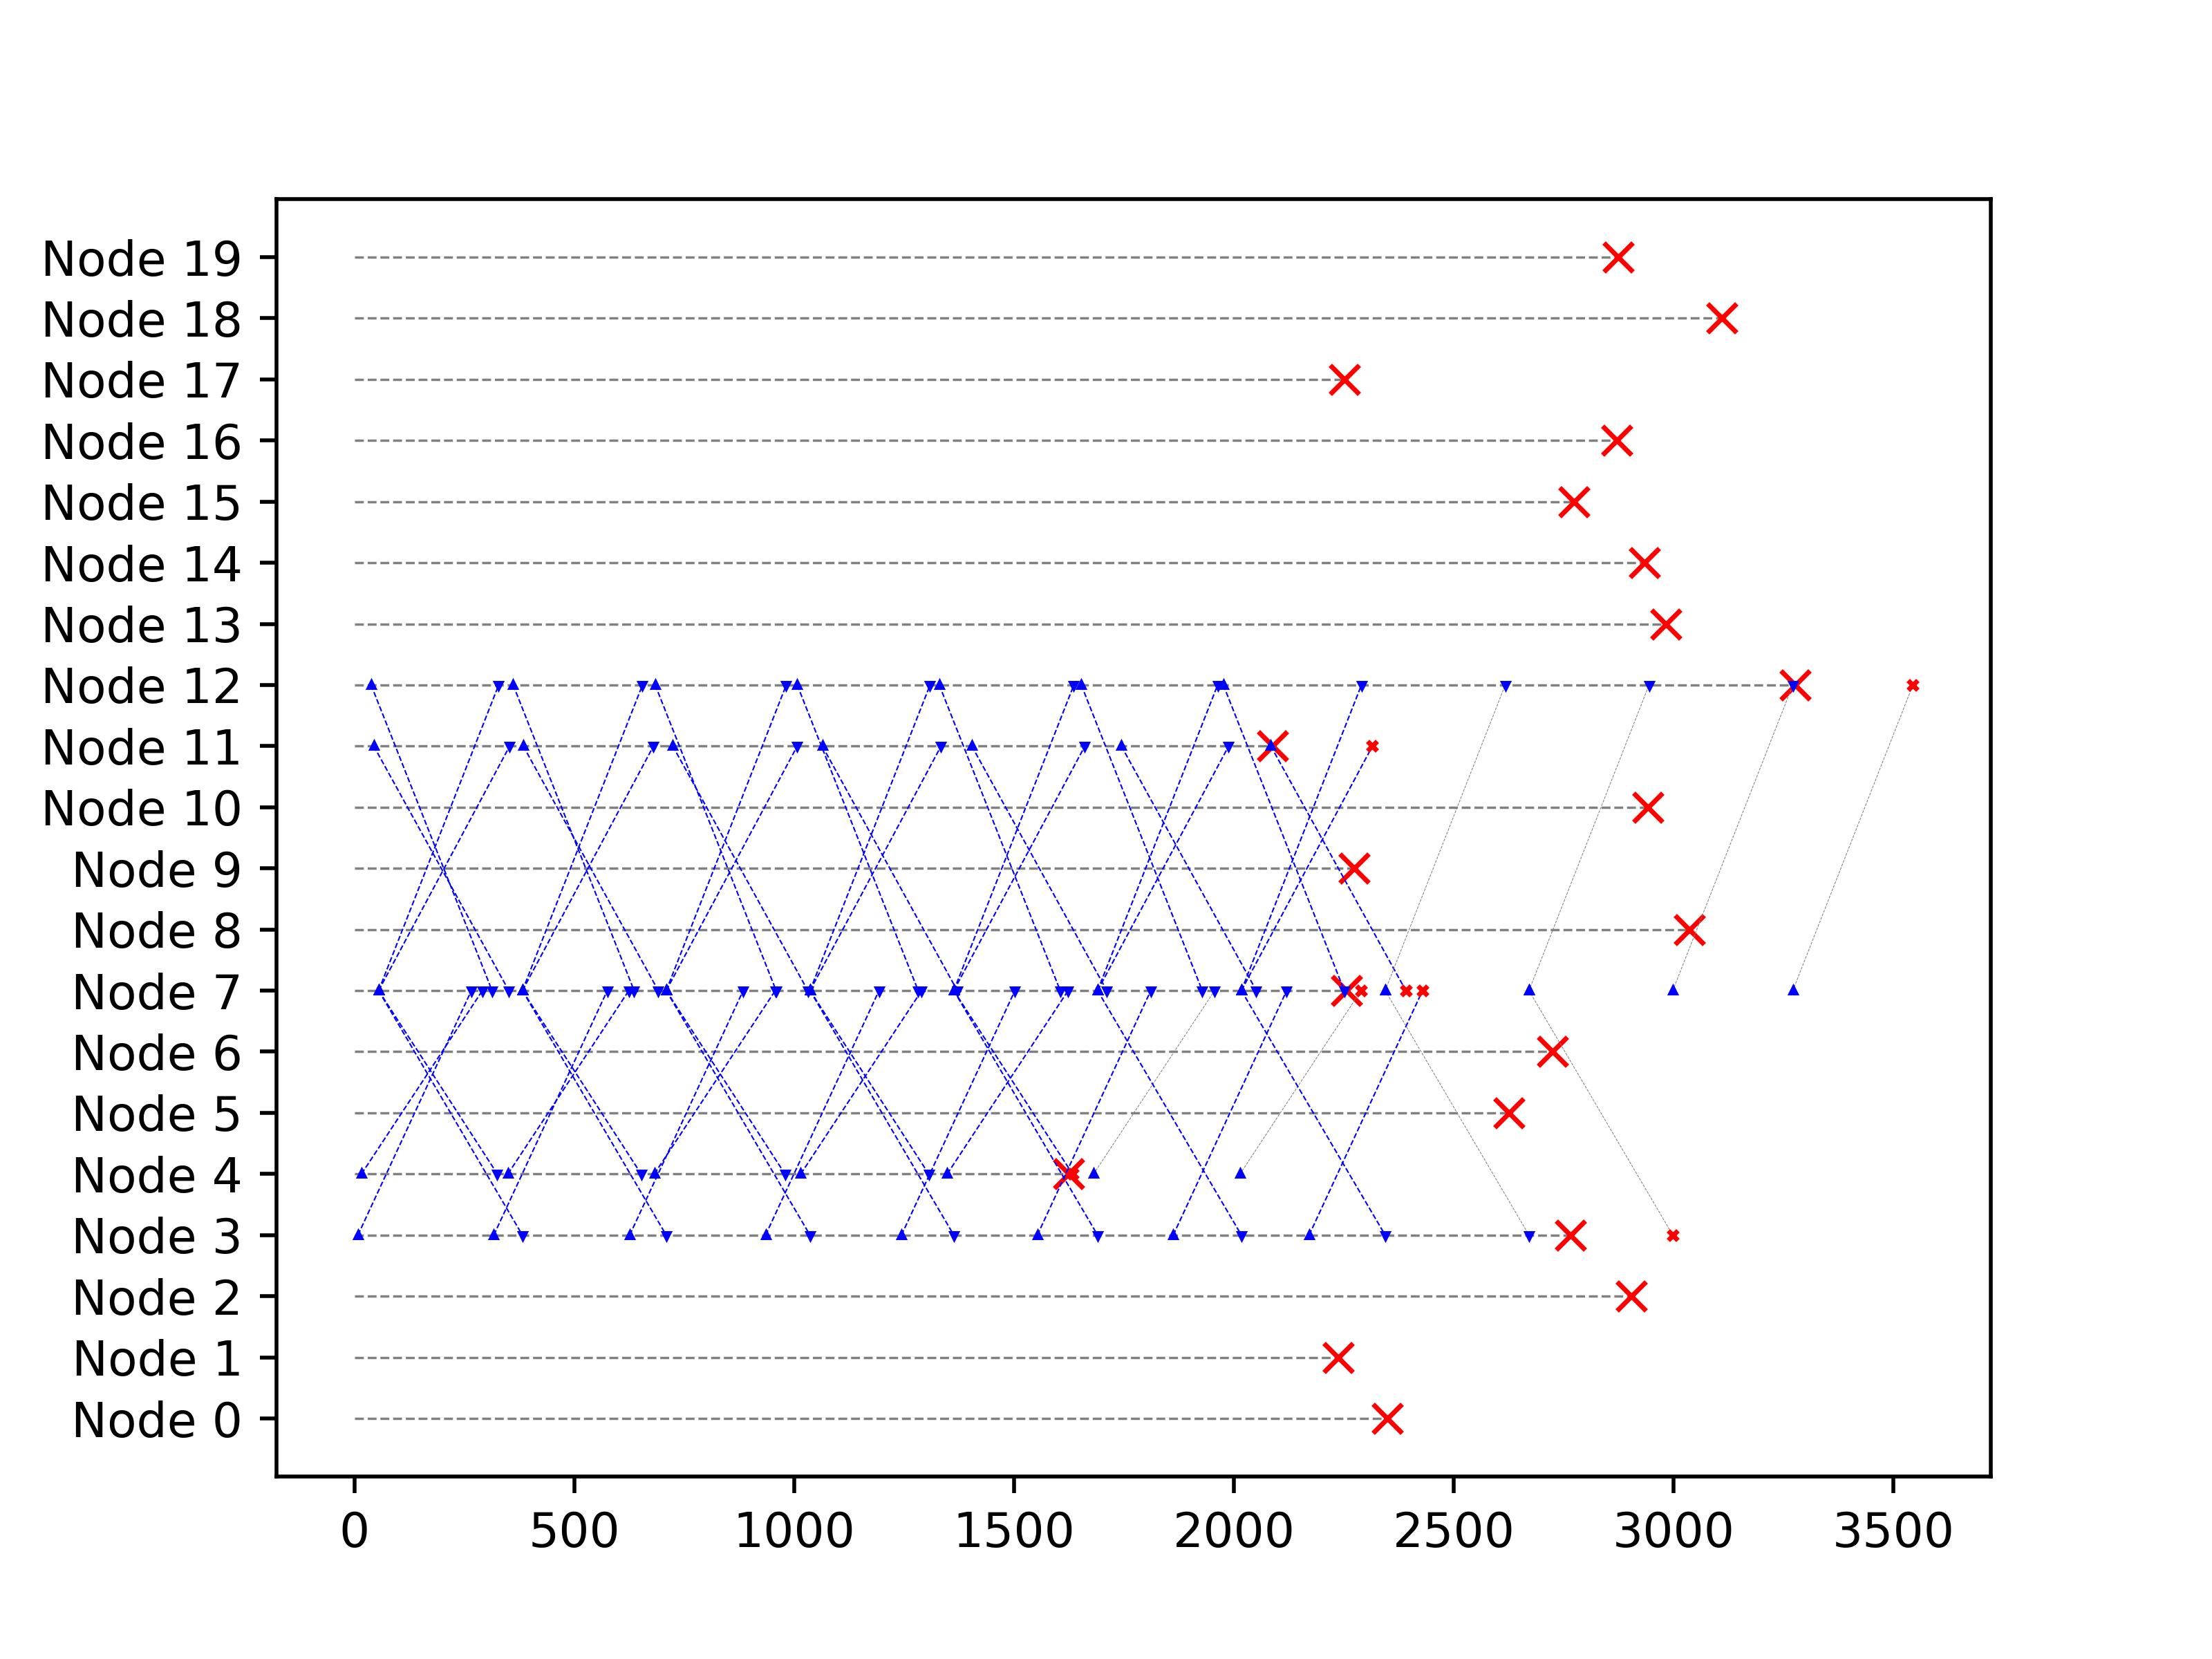 Node 19
Node 18
Node 17
Node 16
Node 15
Node 14
Node 13
Node 12
Node 11
Node 10
Node 9
Node 8
Node 7
Node 6
Node 5
Node 4
Node 3
Node 2
Node 1
Node 0
0 500 1000 1500 2000 2500 3000 3500